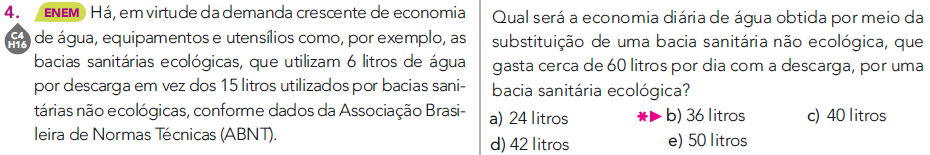 4. ENEM Há, em virtude da demanda crescente de economia
C4
H16
de água, equipamentos e utensílios como, por exemplo, as
bacias sanitárias ecológicas, que utilizam 6 litros de água
por descarga em vez dos 15 litros utilizados por bacias sani-
tárias não ecológicas, conforme dados da Associação Brasi-
leira de Normas Técnicas (ABNT).
Qual será a economia diária de água obtida por meio da
substituição de uma bacia sanitária não ecológica, que
gasta cerca de 60 litros por dia com a descarga, por uma
bacia sanitária ecológica?
a) 24 litros * b) 36 litros c) 40 litros
d) 42 litros e) 50 litros